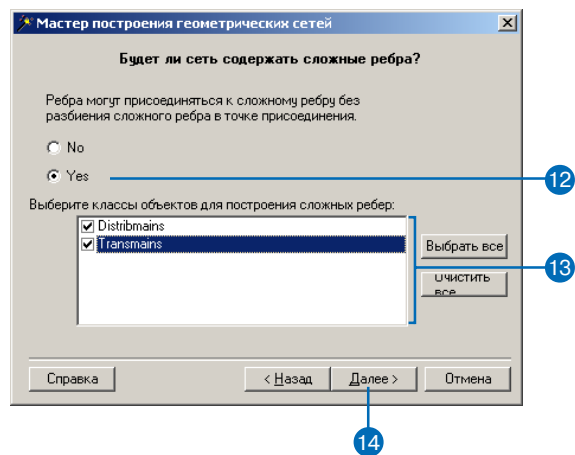 Мастер построения геометрических сетей
Будет ли сеть содержать сложные ребра?
Ребра могут присоединяться к сложному ребру без
разбиения сложного ребра в точке присоединения.
No
Yes
12
Выберите классы объектов для построения сложных ребер:
Distribmains
Transmains
Выбрать все
13
Очистить
все
Справка
< Назад
Далее >
Отмена
14